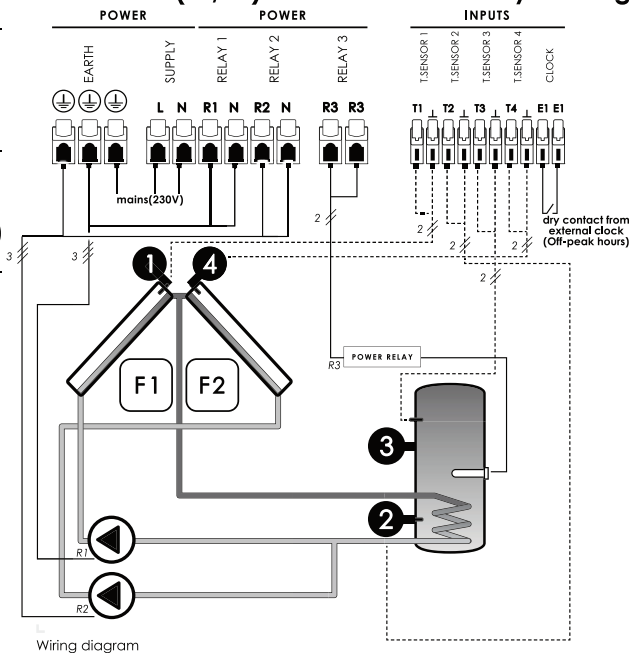 POWER POWER INPUTS
EARTH SUPPLY RELAY 1 RELAY 2 RELAY 3 T.SENSOR 1 T.SENSOR 2 T.SENSOR 3 T.SENSOR 4 CLOCK
L N R1 N R2 N R3 R3 T1 T2 T3 T4 E1 E1
mains(230V)
dry contact from
external clock
(Off-peak hours)
2 2 2 2
3 3
2
1 4
POWER RELAY
R3
F1 F2
3
2
R1
R2
Wiring diagram